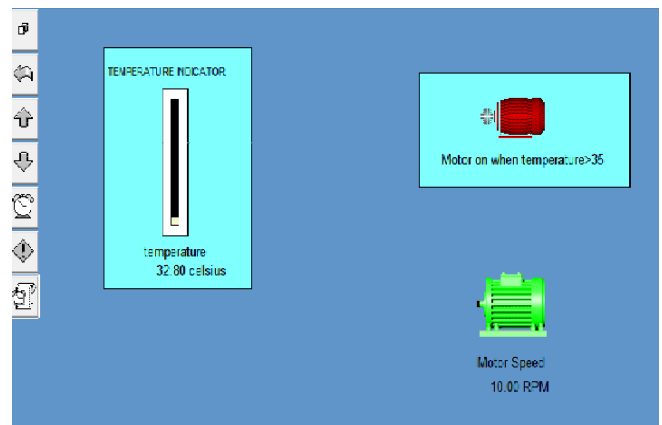 TEMPERATURE INDICATOR
temperature
32.80 celsius
Motor on when temperature>35
Motor Speed
10.00 RPM